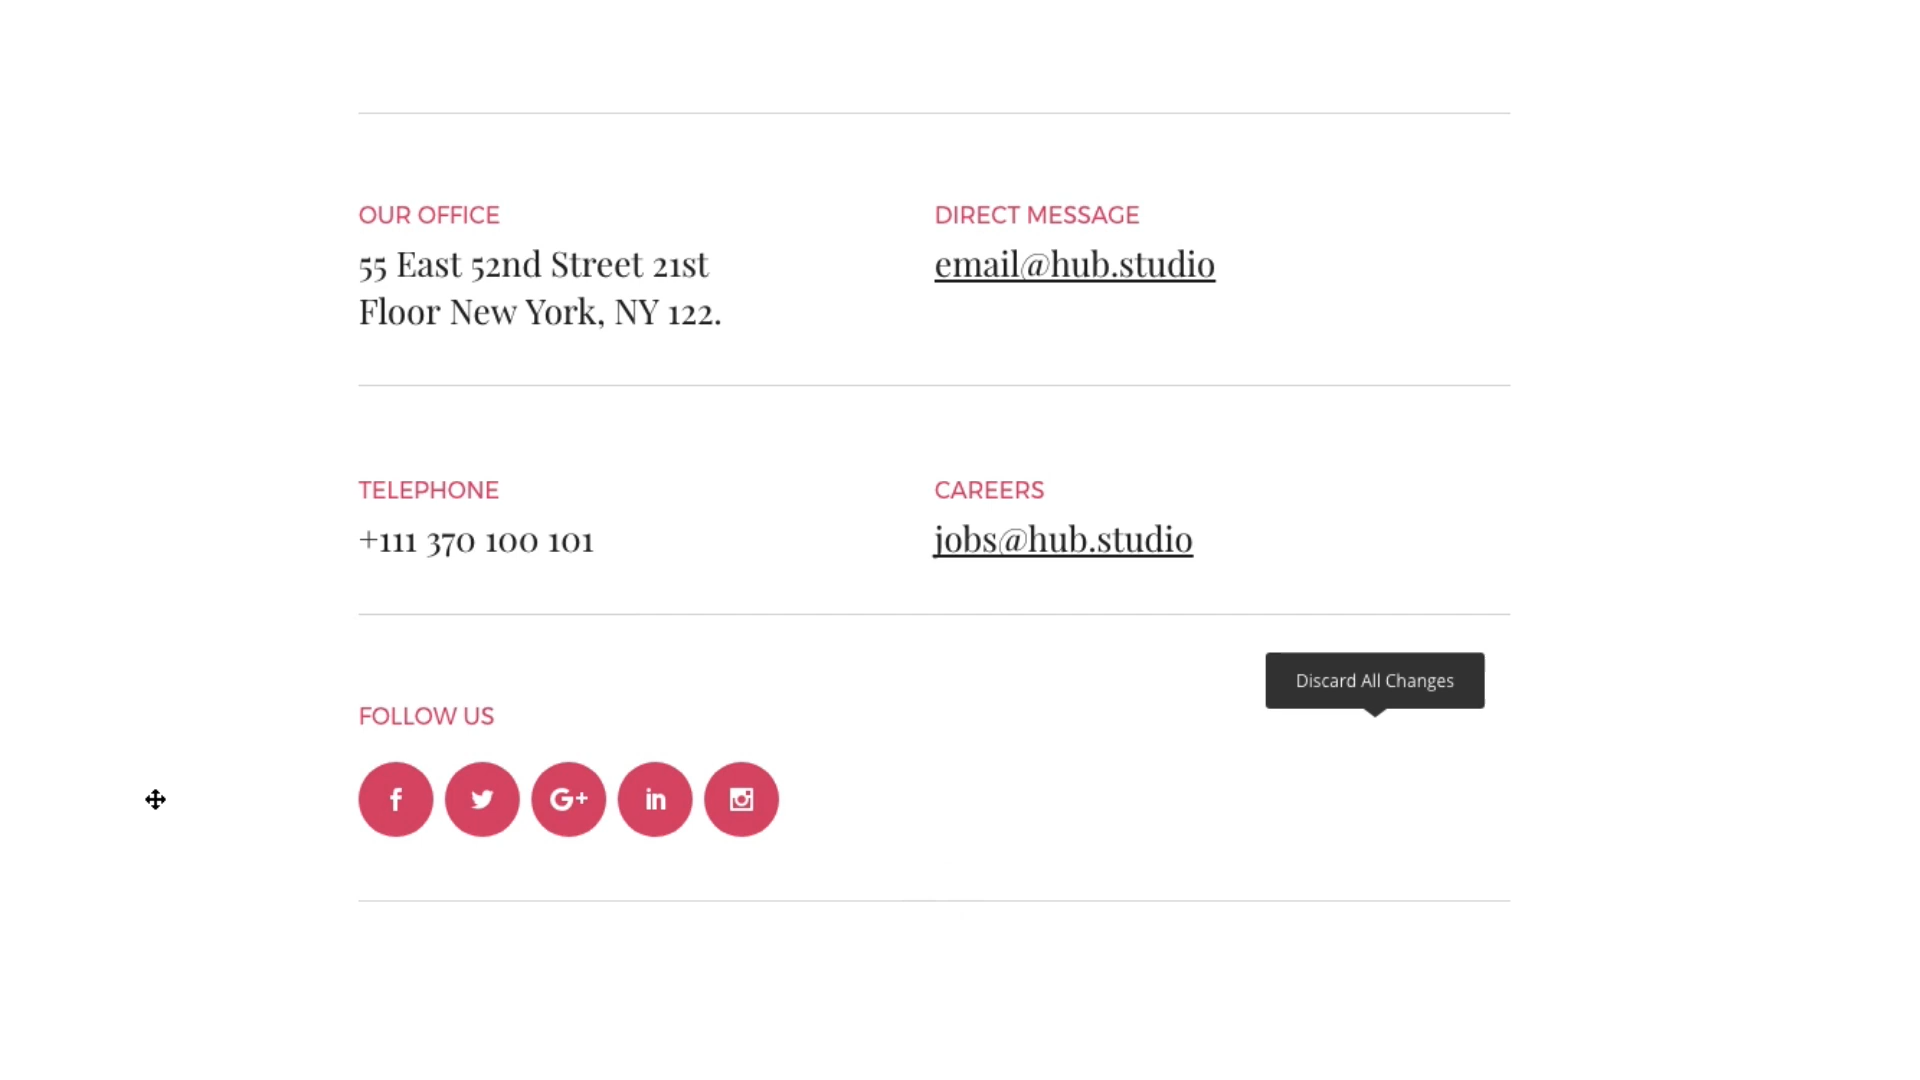 OUR OFFICE
55 East 52nd Street 21st
Floor New York, NY 122.
DIRECT MESSAGE
email@hub.studio
TELEPHONE
+111 370 100 101
CAREERS
jobs@hub.studio
Discard All Changes
FOLLOW US
f
G+
in